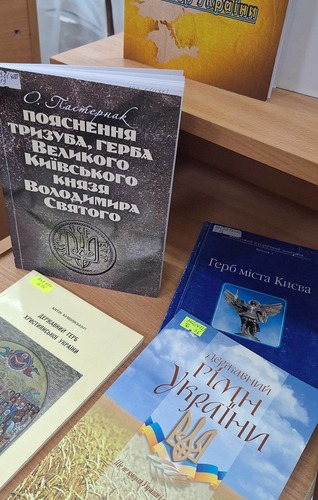 України
О. Пастернак
ПОЯСНЕННЯ
ТРИЗУБА, ГЕРБА
ВЕЛИКОГО
КИЇВСЬКОГО
КНЯЗЯ
ВОЛОДИМИРА
СВЯТОГО
Герб міста Києва
ДЕРЖАВНИЙ ГЕРБ
ХРИСТИЯНСЬКОЇ УКРАЇНИ
Державний
ГІМН
УКРАЇНИ